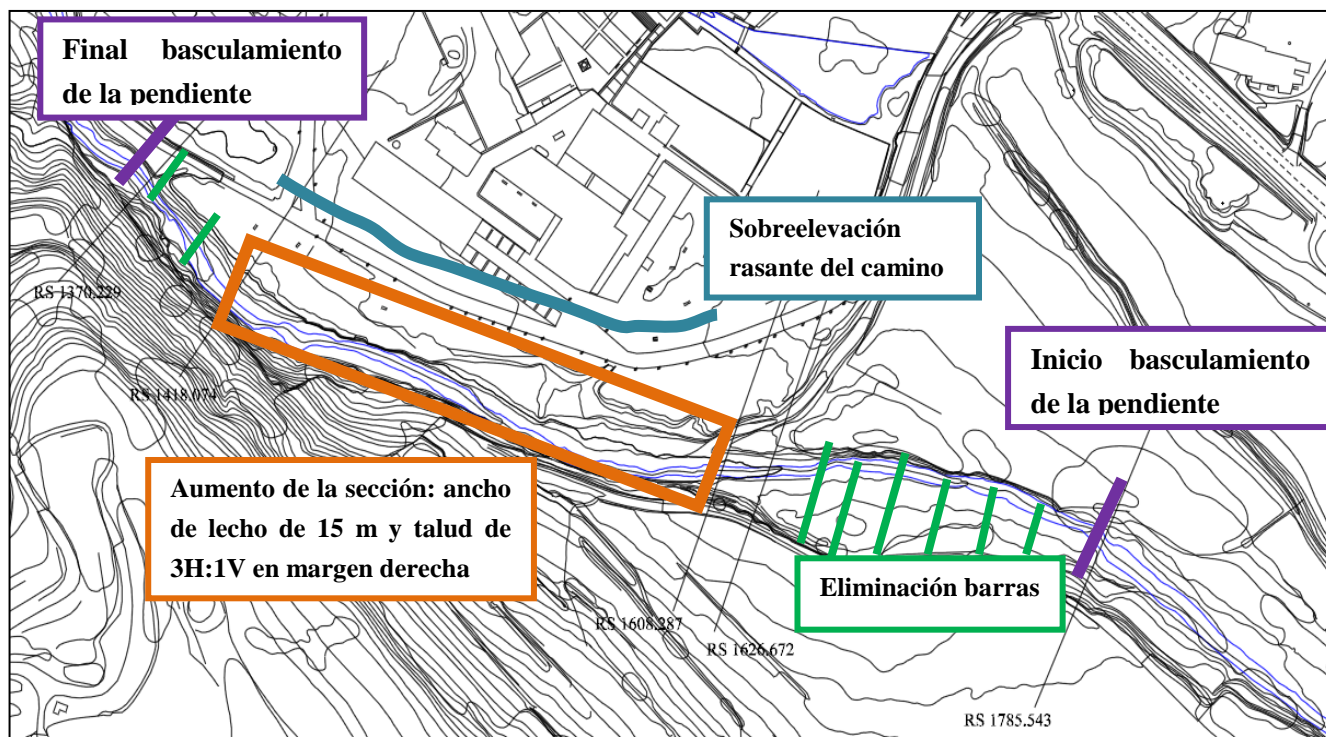 Final basculamiento
de la pendiente
Sobreelevación
rasante del camino
RS 1370.229
Inicio basculamiento
de la pendiente
RS 1418.074
Aumento de la sección: ancho
de lecho de 15 m y talud de
3H:1V en margen derecha
Eliminación barras
RS 1608.287
RS 1626.672
RS 1785.543